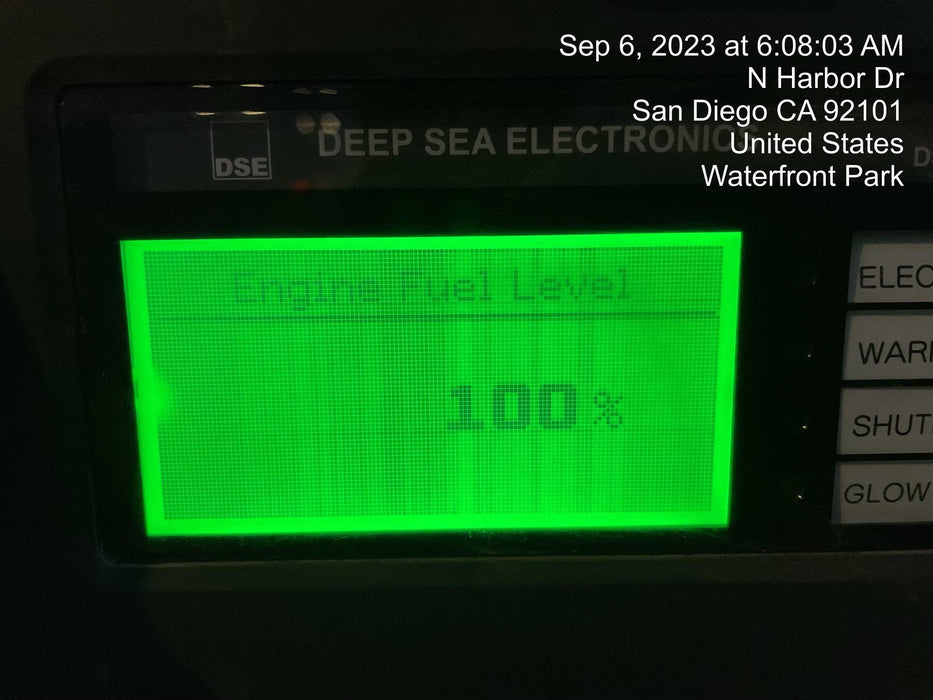 Sep 6, 2023 at 6:08:03 AM
N Harbor Dr
San Diego CA 92101
United States
Waterfront Park
DSE
DEEP SEA ELECTRONICS
D
Engine Fuel Level
100 %
ELEC
WAR
SHUT
GLOW